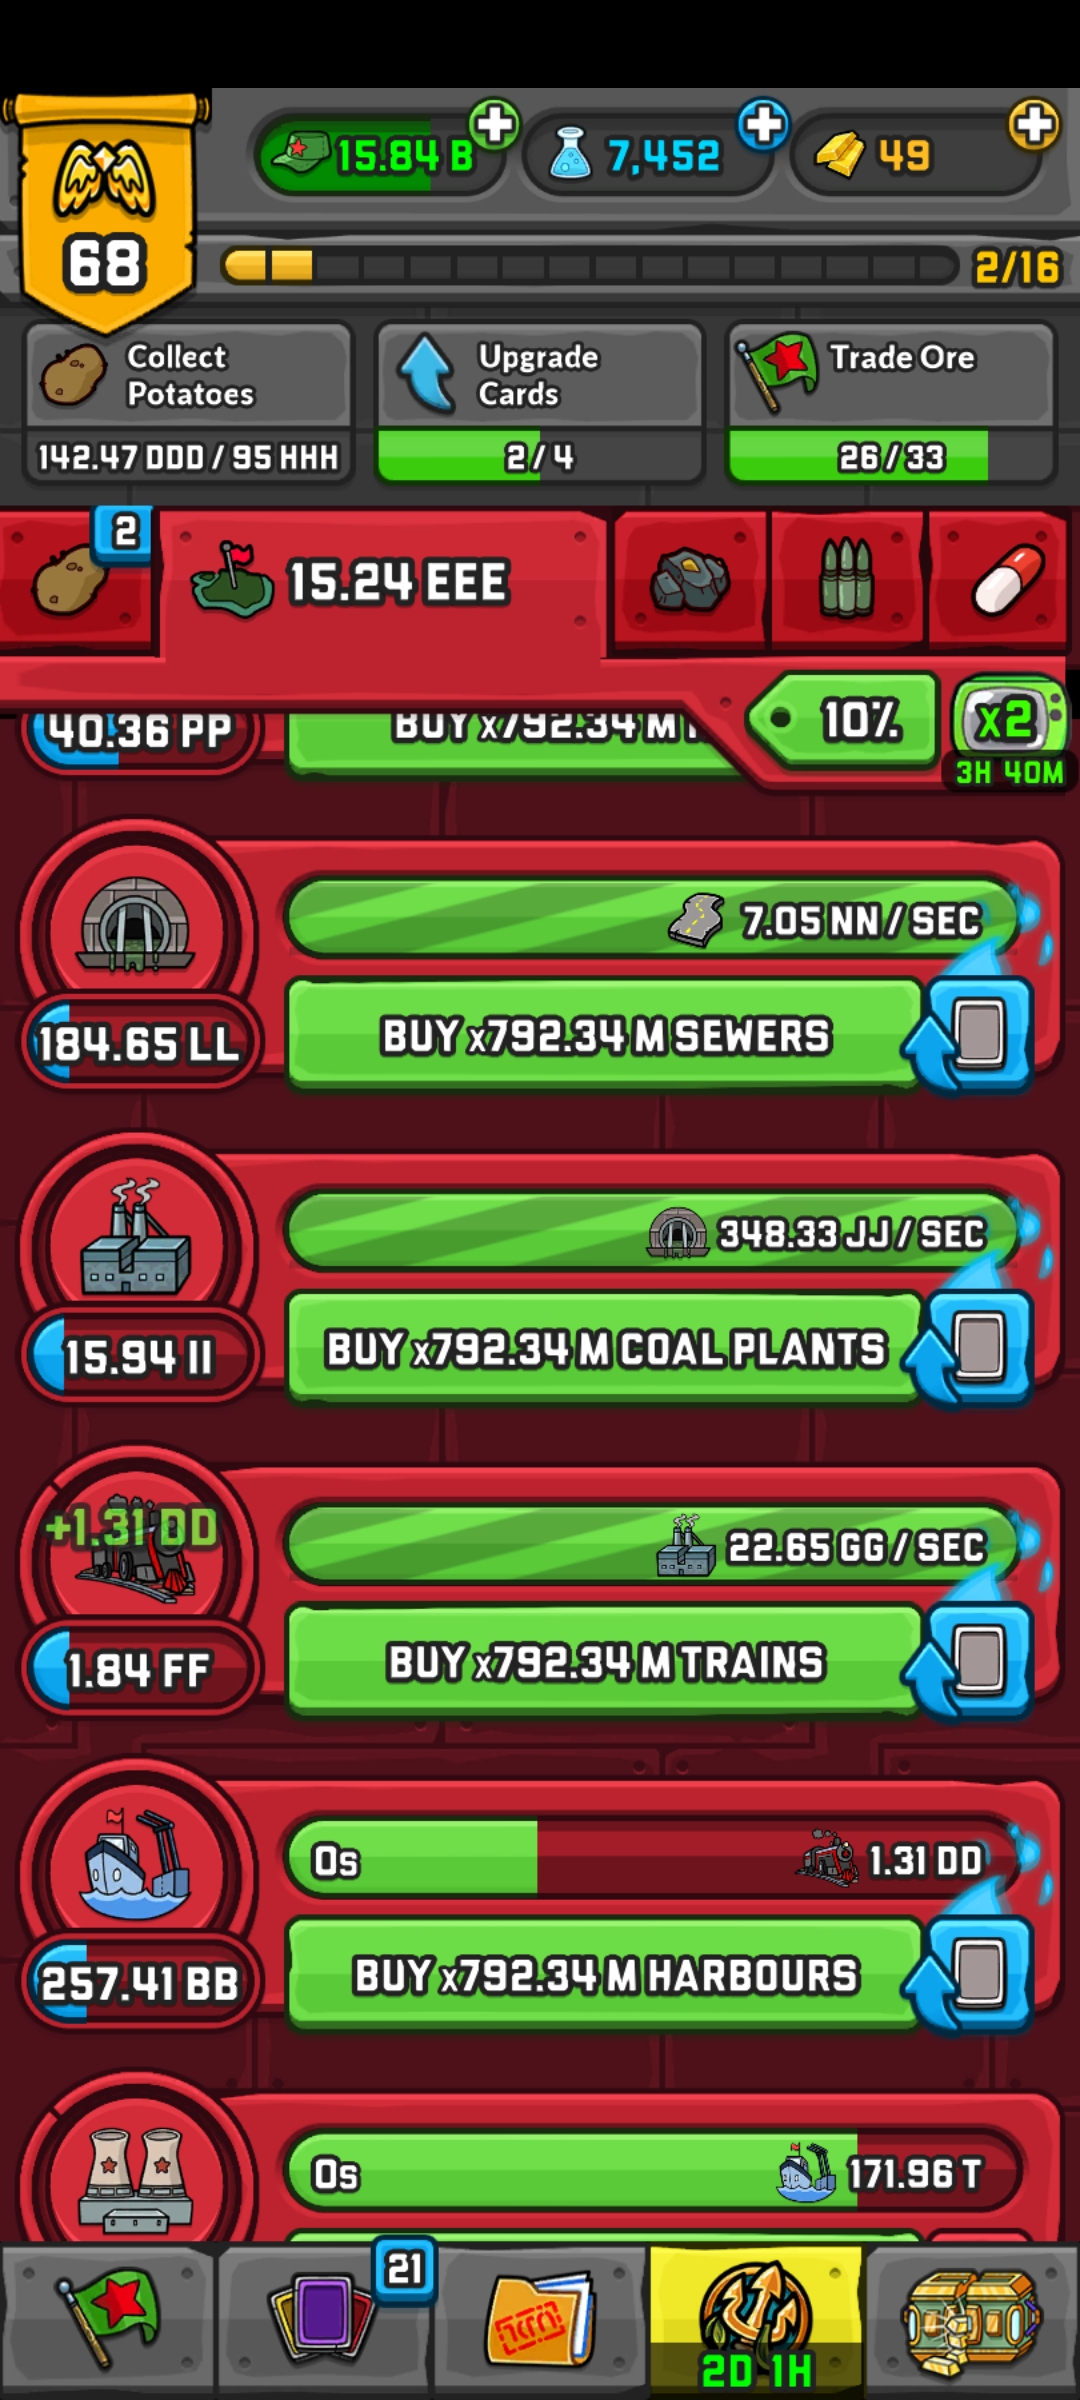 15.84 B
7,452
49
68
2/16
Collect
Potatoes
142.47 DDD / 95 HHH
Upgrade
Cards
2/4
Trade Ore
26/33
2
15.24 EEE
10%
x2
3H 40M
40.36 PP
BUY x792.34 M
7.05 NN / SEC
184.65 LL
BUY x792.34 M SEWERS
348.33 JJ / SEC
15.94 II
BUY x792.34 M COAL PLANTS
+1.31 DD
22.65 GG / SEC
1.84 FF
BUY x792.34 M TRAINS
0s
1.31 DD
257.41 BB
BUY x792.34 M HARBOURS
0s
171.96 T
21
2D 1H